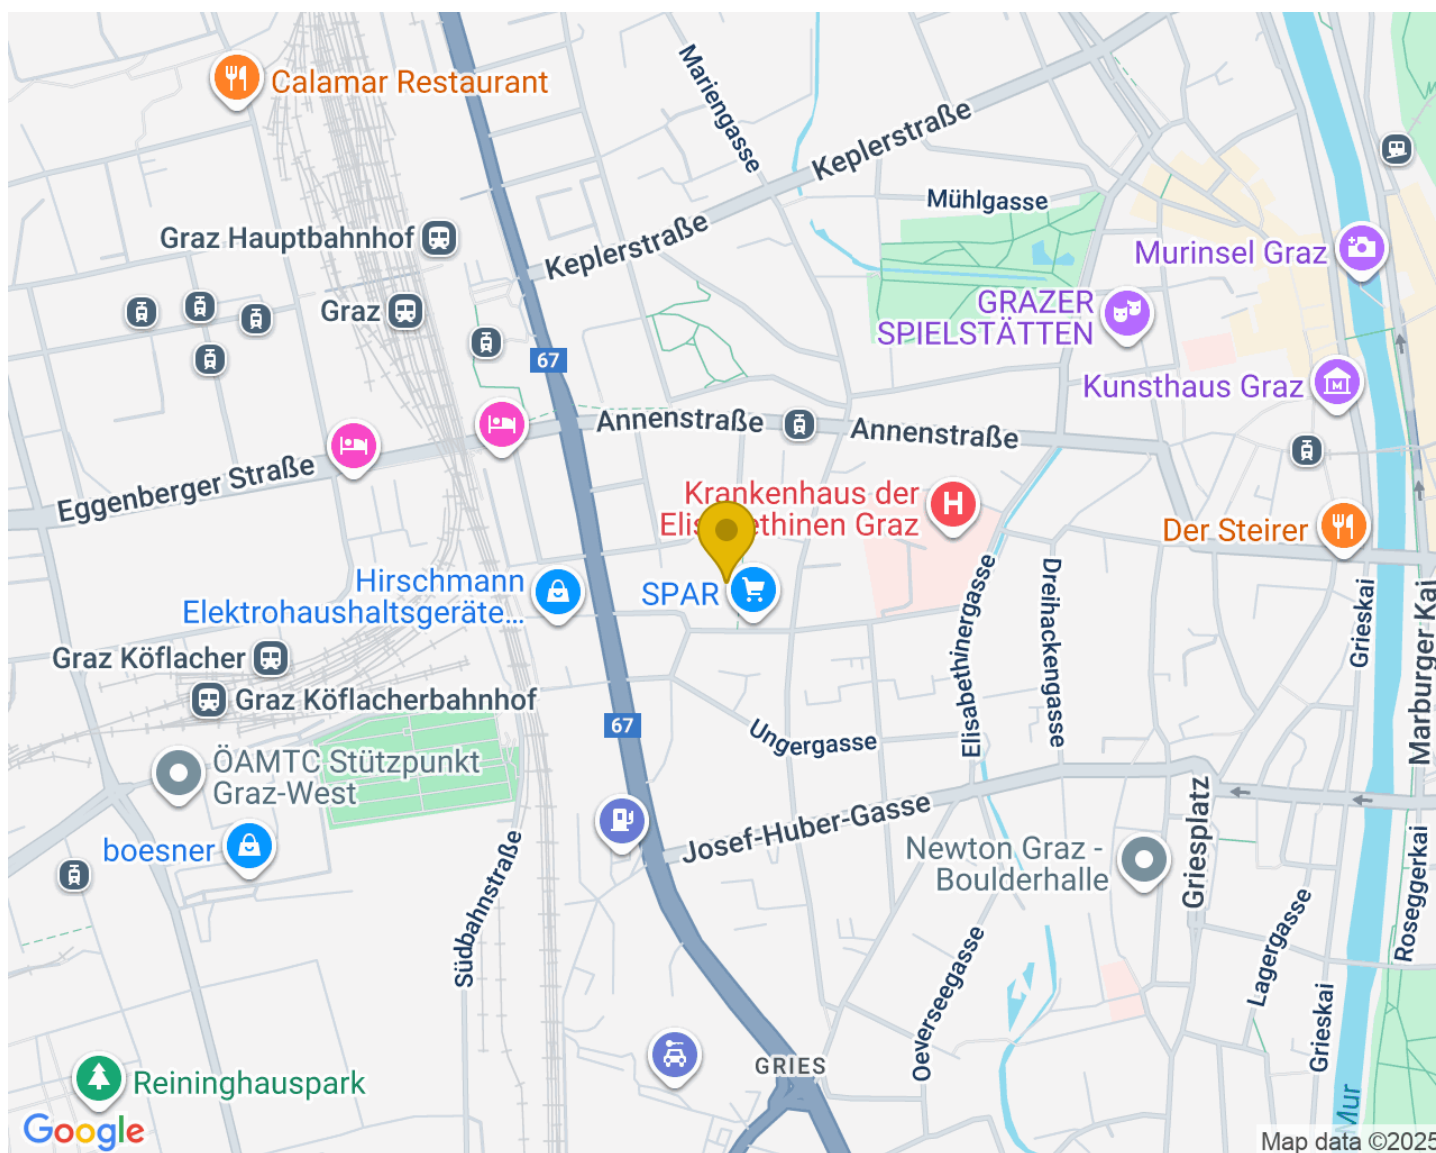 Calamar Restaurant
Mariengasse
Keplerstraße
Mühlgasse
Graz Hauptbahnhof
Keplerstraße
Murinsel Graz
Graz
GRAZER
SPIELSTÄTTEN
67
Kunsthaus Graz
Annenstraße
Annenstraße
Eggenberger Straße
Krankenhaus der
Elisabethinen Graz
H
Der Steirer
Hirschmann
Elektrohaushaltsgeräte...
SPAR
Elisabethinergasse
Dreihackengasse
Grieskai
Marburger Kai
Graz Köflacher
Graz Köflacherbahnhof
67
Ungergasse
ÖAMTC Stützpunkt
Graz-West
boesner
Josef-Huber-Gasse
Griesplatz
Newton Graz -
Boulderhalle
Südbahnstraße
Roseggerkai
Lagergasse
Oeverseegasse
Grieskai
GRIES
Reininghauspark
Mur
Google
Map data ©2025